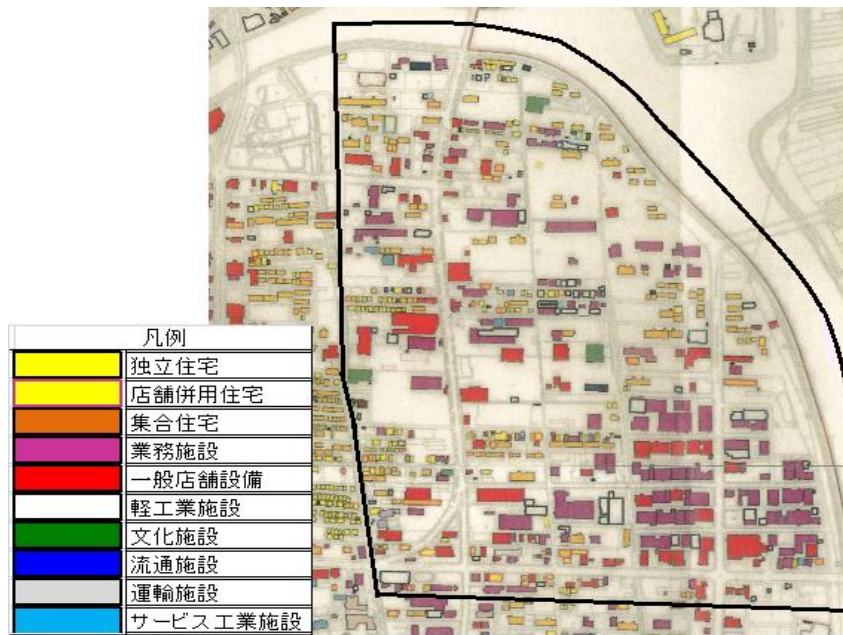 凡例
独立住宅
店舗併用住宅
集合住宅
業務施設
一般店舗設備
軽工業施設
文化施設
流通施設
運輸施設
サービス工業施設